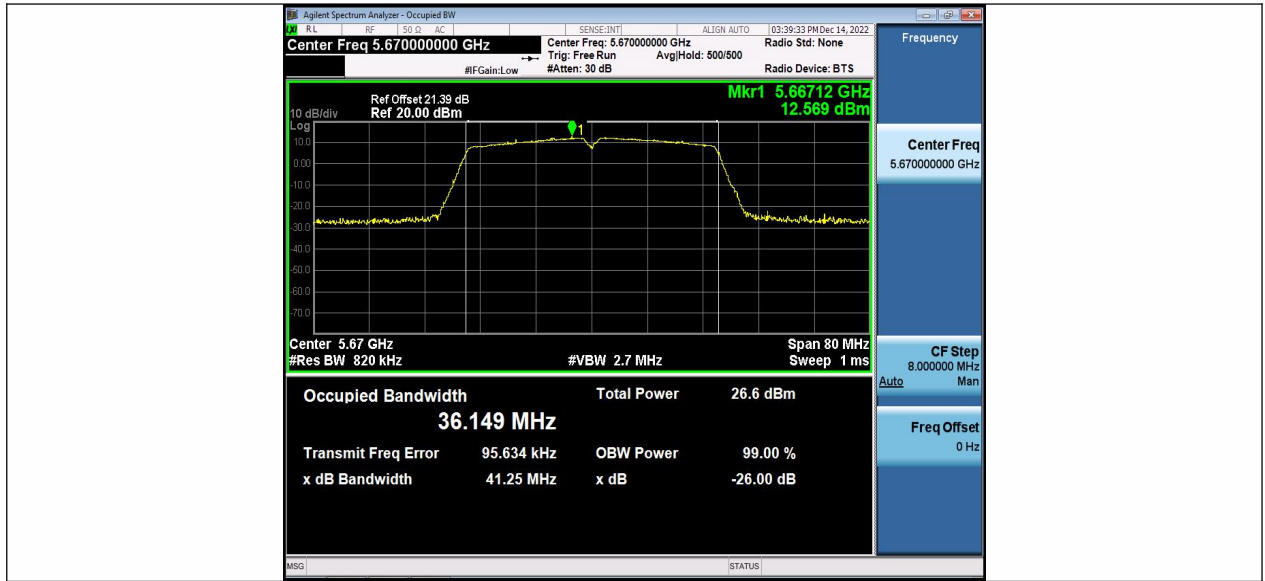 Agilent Spectrum Analyzer - Occupied BW
RL RF 50 Ω AC SENSE:INT ALIGN AUTO 03:39:33 PM Dec 14, 2022
Center Freq 5.670000000 GHz
Center Freq: 5.670000000 GHz Radio Std: None
Trig: Free Run Avg|Hold: 500/500
#IFGain:Low #Atten: 30 dB Radio Device: BTS
Frequency
Mkr1 5.66712 GHz
12.569 dBm
Ref Offset 21.39 dB
10 dB/div Ref 20.00 dBm
Log
1
10.0
0.00
-10.0
-20.0
-30.0
-40.0
-50.0
-60.0
-70.0
Center 5.67 GHz Span 80 MHz
#Res BW 820 kHz #VBW 2.7 MHz Sweep 1 ms
Center Freq
5.670000000 GHz
CF Step
8.000000 MHz
Auto Man
Freq Offset
0 Hz
Occupied Bandwidth Total Power 26.6 dBm
36.149 MHz
Transmit Freq Error 95.634 kHz OBW Power 99.00 %
x dB Bandwidth 41.25 MHz x dB -26.00 dB
MSG STATUS